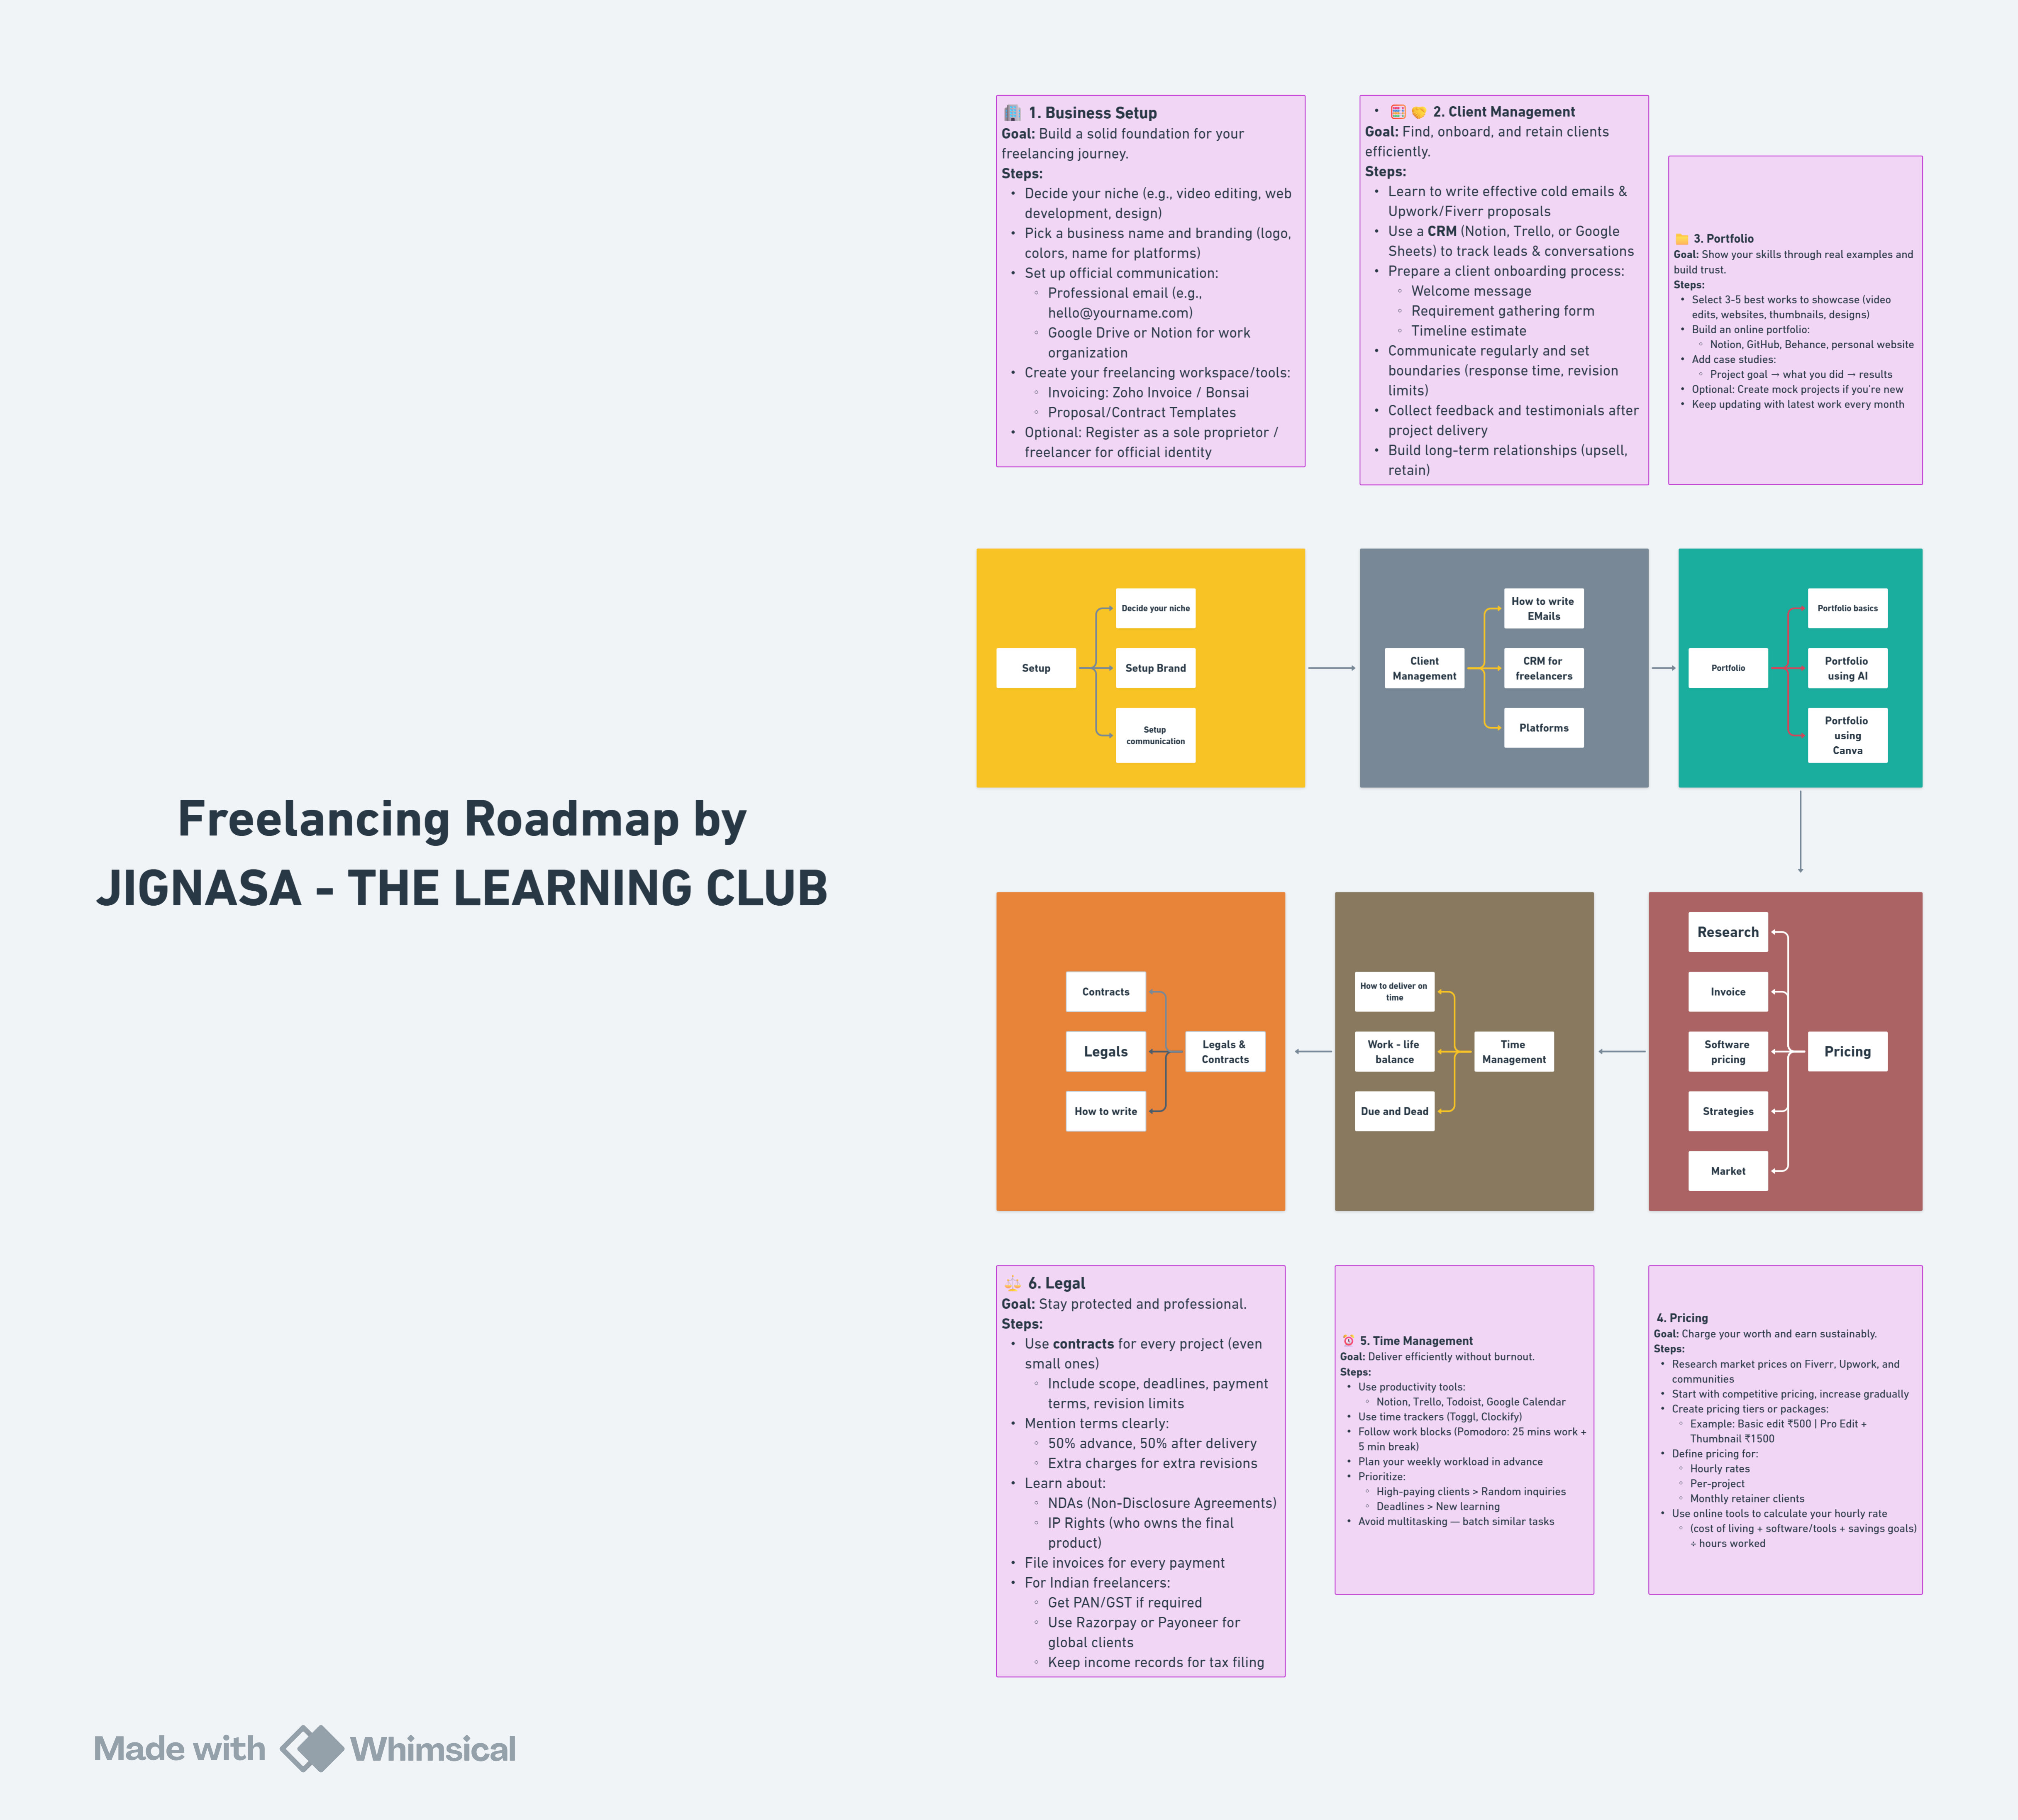 Freelancing Roadmap by
JIGNASA - THE LEARNING CLUB
1. Business Setup
Goal: Build a solid foundation for your
freelancing journey.
Steps:
• Decide your niche (e.g., video editing, web
development, design)
• Pick a business name and branding (logo,
colors, name for platforms)
• Set up official communication:
◦ Professional email (e.g.,
hello@yourname.com)
◦ Google Drive or Notion for work
organization
• Create your freelancing workspace/tools:
◦ Invoicing: Zoho Invoice / Bonsai
◦ Proposal/Contract Templates
• Optional: Register as a sole proprietor /
freelancer for official identity
• 2. Client Management
Goal: Find, onboard, and retain clients
efficiently.
Steps:
• Learn to write effective cold emails &
Upwork/Fiverr proposals
• Use a CRM (Notion, Trello, or Google
Sheets) to track leads & conversations
• Prepare a client onboarding process:
◦ Welcome message
◦ Requirement gathering form
◦ Timeline estimate
• Communicate regularly and set
boundaries (response time, revision
limits)
• Collect feedback and testimonials after
project delivery
• Build long-term relationships (upsell,
retain)
3. Portfolio
Goal: Show your skills through real examples and
build trust.
Steps:
• Select 3-5 best works to showcase (video
edits, websites, thumbnails, designs)
• Build an online portfolio:
◦ Notion, GitHub, Behance, personal website
• Add case studies:
◦ Project goal → what you did → results
• Optional: Create mock projects if you're new
• Keep updating with latest work every month
Setup
Decide your niche
Setup Brand
Setup
communication
Client
Management
How to write
EMails
CRM for
freelancers
Platforms
Portfolio
Portfolio basics
Portfolio
using AI
Portfolio
using
Canva
Contracts
Legals
How to write
Legals &
Contracts
How to deliver on
time
Work - life
balance
Due and Dead
Time
Management
Research
Invoice
Software
pricing
Strategies
Market
Pricing
6. Legal
Goal: Stay protected and professional.
Steps:
• Use contracts for every project (even
small ones)
◦ Include scope, deadlines, payment
terms, revision limits
• Mention terms clearly:
◦ 50% advance, 50% after delivery
◦ Extra charges for extra revisions
• Learn about:
◦ NDAs (Non-Disclosure Agreements)
◦ IP Rights (who owns the final
product)
• File invoices for every payment
• For Indian freelancers:
◦ Get PAN/GST if required
◦ Use Razorpay or Payoneer for
global clients
◦ Keep income records for tax filing
5. Time Management
Goal: Deliver efficiently without burnout.
Steps:
• Use productivity tools:
◦ Notion, Trello, Todoist, Google Calendar
• Use time trackers (Toggl, Clockify)
• Follow work blocks (Pomodoro: 25 mins work +
5 min break)
• Plan your weekly workload in advance
• Prioritize:
◦ High-paying clients > Random inquiries
◦ Deadlines > New learning
• Avoid multitasking — batch similar tasks
4. Pricing
Goal: Charge your worth and earn sustainably.
Steps:
• Research market prices on Fiverr, Upwork, and
communities
• Start with competitive pricing, increase gradually
• Create pricing tiers or packages:
◦ Example: Basic edit ₹500 | Pro Edit +
Thumbnail ₹1500
• Define pricing for:
◦ Hourly rates
◦ Per-project
◦ Monthly retainer clients
• Use online tools to calculate your hourly rate
◦ (cost of living + software/tools + savings goals)
÷ hours worked
Made with Whimsical